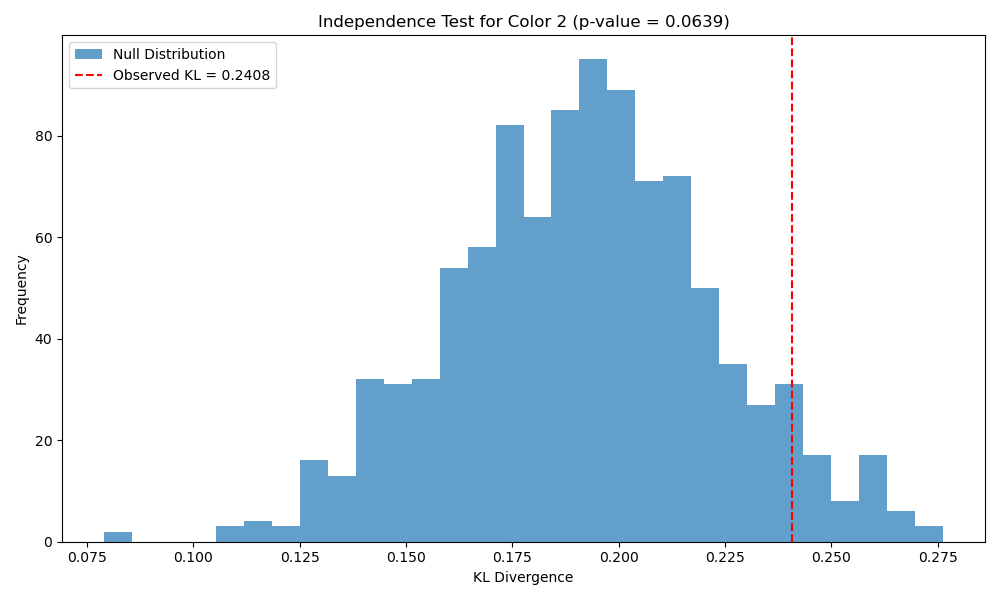 Independence Test for Color 2 (p-value = 0.0639)
Null Distribution
Observed KL = 0.2408
Frequency
80
60
40
20
0
0.075 0.100 0.125 0.150 0.175 0.200 0.225 0.250 0.275
KL Divergence